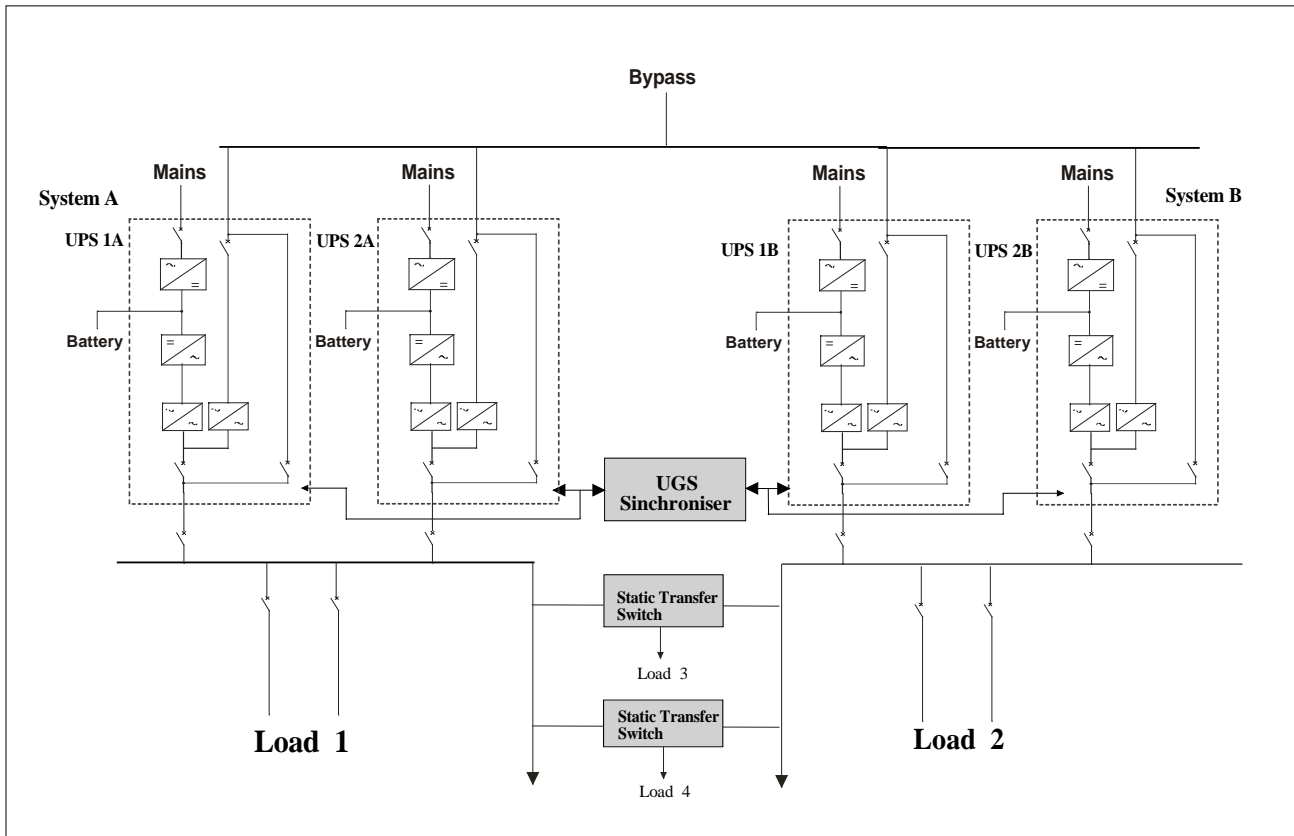 Bypass
Mains
Mains
Mains
Mains
System A
System B
UPS 1A
UPS 2A
UPS 1B
UPS 2B
Battery
Battery
Battery
Battery
UGS
Sinchroniser
Static Transfer
Switch
Load 3
Static Transfer
Switch
Load 1
Load 2
Load 4